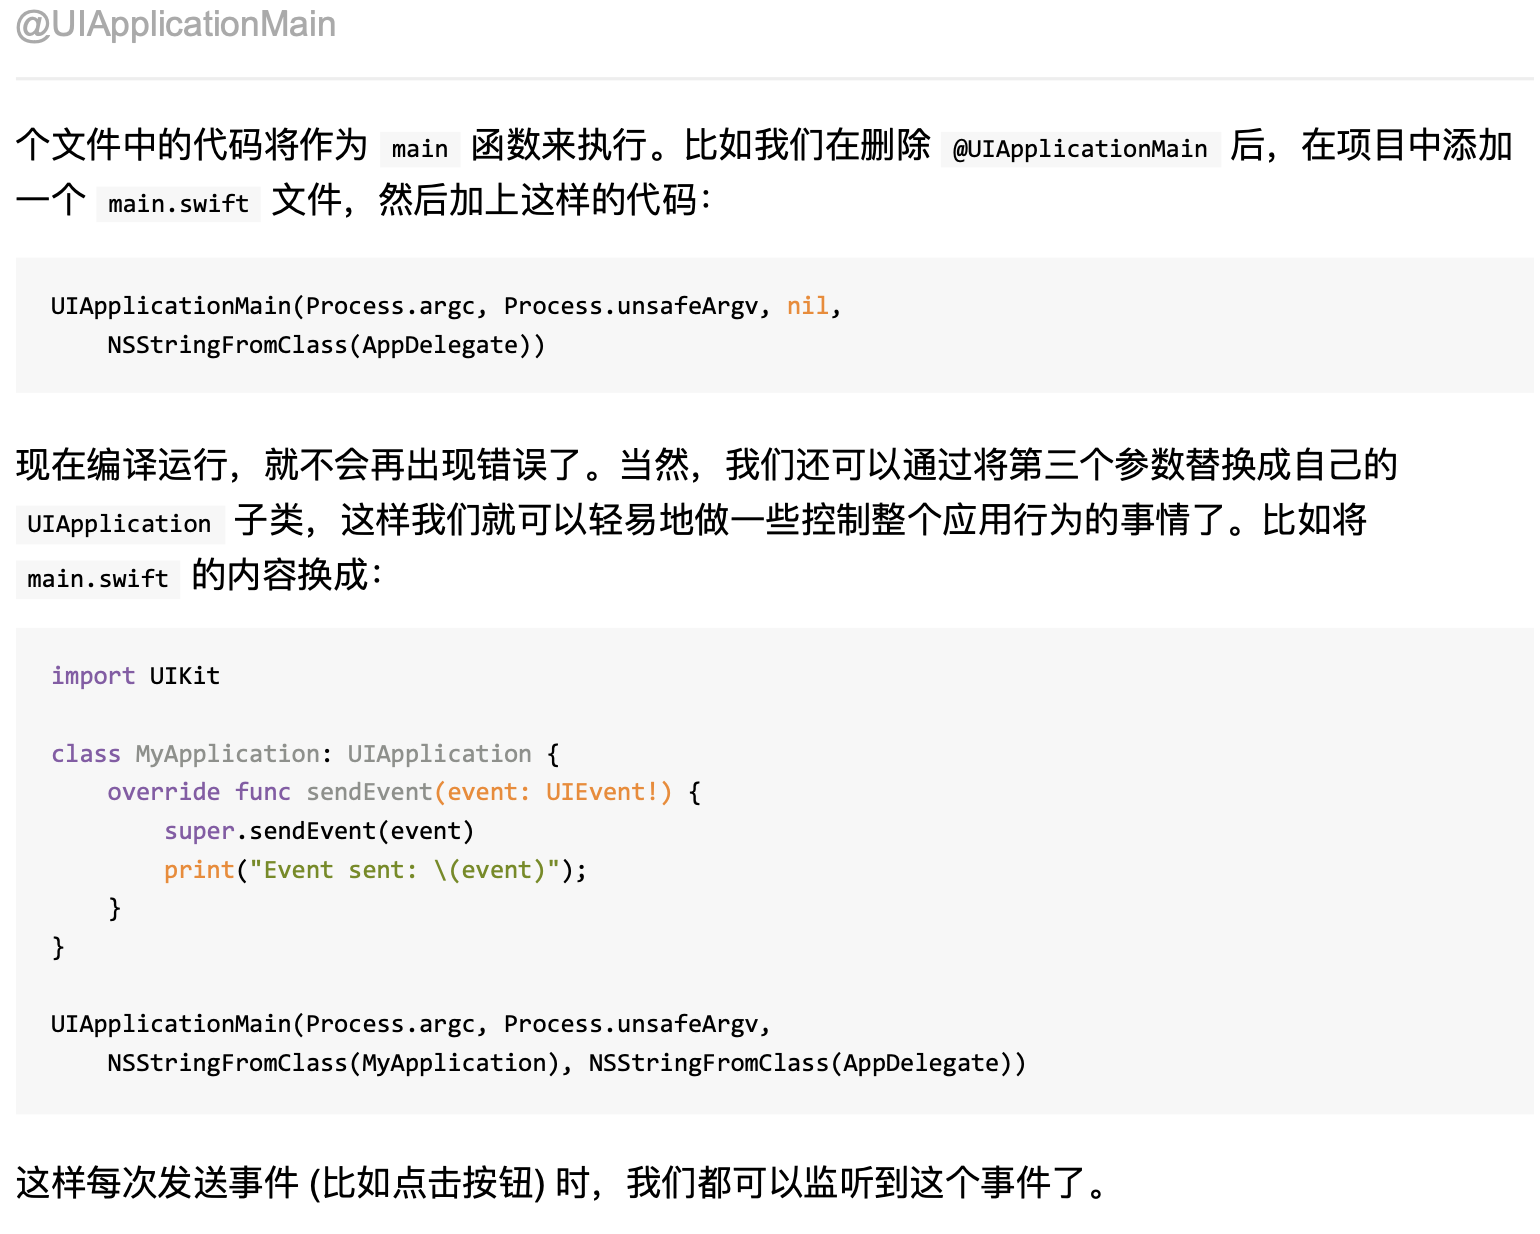 @UIApplicationMain
个文件中的代码将作为 main 函数来执行。比如我们在删除 @UIApplicationMain 后，在项目中添加
一个 main.swift 文件，然后加上这样的代码：
UIApplicationMain(Process.argc, Process.unsafeArgv, nil,
    NSStringFromClass(AppDelegate))
现在编译运行，就不会再出现错误了。当然，我们还可以通过将第三个参数替换成自己的
UIApplication 子类，这样我们就可以轻易地做一些控制整个应用行为的事情了。比如将
main.swift 的内容换成：
import UIKit
class MyApplication: UIApplication {
    override func sendEvent(event: UIEvent!) {
        super.sendEvent(event)
        print("Event sent: \(event)");
    }
}
UIApplicationMain(Process.argc, Process.unsafeArgv,
    NSStringFromClass(MyApplication), NSStringFromClass(AppDelegate))
这样每次发送事件 (比如点击按钮) 时，我们都可以监听到这个事件了。